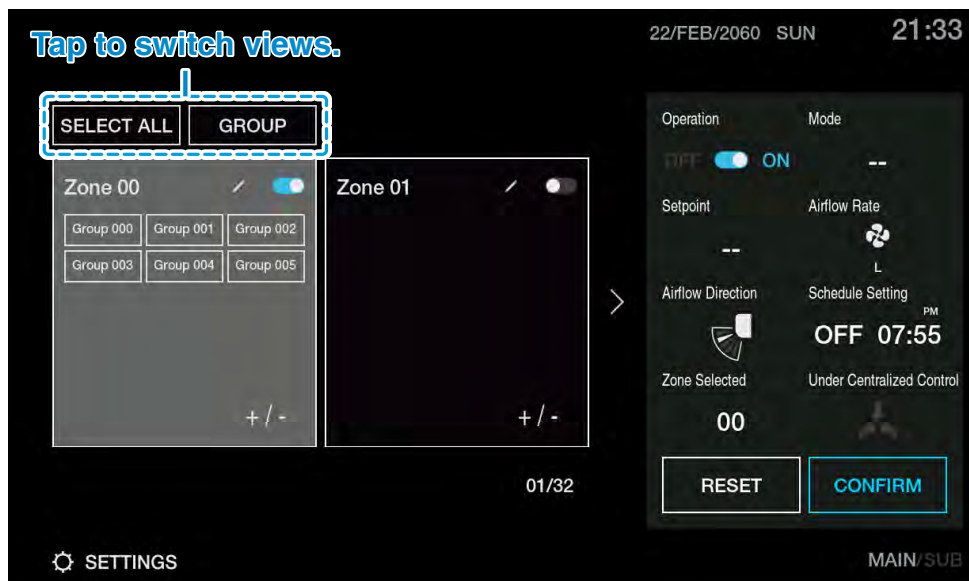 22/FEB/2060 SUN 21:33
Tap to switch views.
SELECT ALL GROUP
Zone 00
Group 000 Group 001 Group 002
Group 003 Group 004 Group 005
+ / -
Zone 01
+ / -
>
01/32
Operation Mode
OFF ON --
Setpoint Airflow Rate
--
L
Airflow Direction Schedule Setting
PM
OFF 07:55
Zone Selected Under Centralized Control
00
RESET CONFIRM
SETTINGS
MAIN/SUB